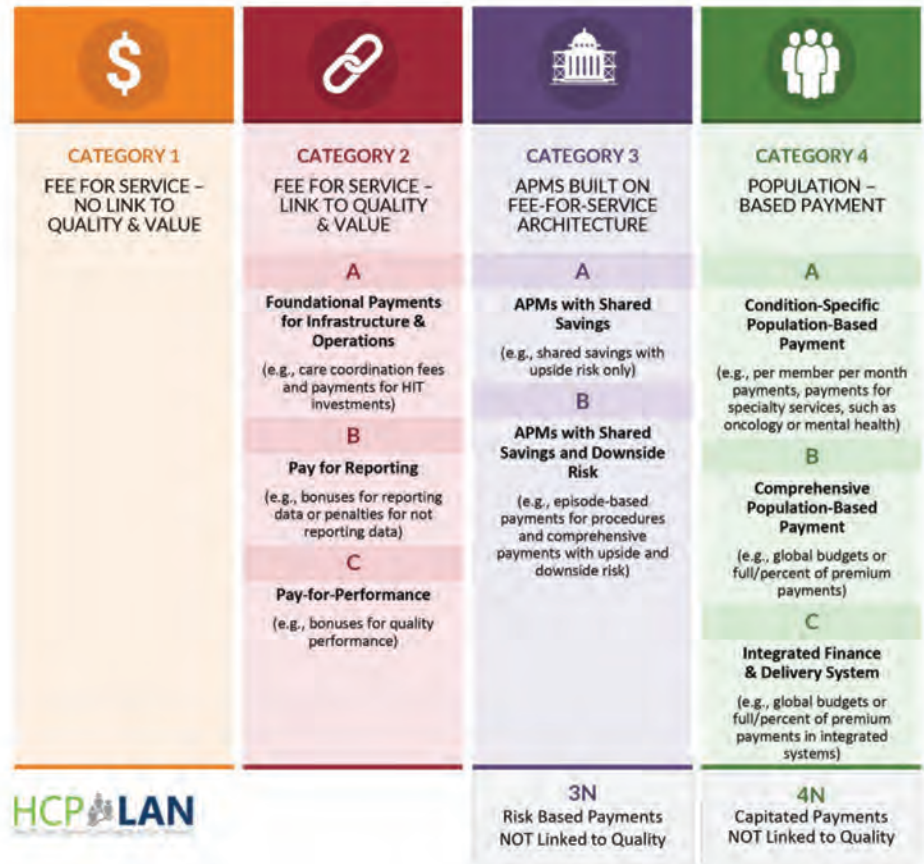 $
CATEGORY 1
FEE FOR SERVICE –
NO LINK TO
QUALITY & VALUE
CATEGORY 2
FEE FOR SERVICE –
LINK TO QUALITY
& VALUE
A
Foundational Payments
for Infrastructure &
Operations
(e.g., care coordination fees
and payments for HIT
investments)
B
Pay for Reporting
(e.g., bonuses for reporting
data or penalties for not
reporting data)
C
Pay-for-Performance
(e.g., bonuses for quality
performance)
CATEGORY 3
APMS BUILT ON
FEE-FOR-SERVICE
ARCHITECTURE
A
APMs with Shared
Savings
(e.g., shared savings with
upside risk only)
B
APMs with Shared
Savings and Downside
Risk
(e.g., episode-based
payments for procedures
and comprehensive
payments with upside and
downside risk)
3N
Risk Based Payments
NOT Linked to Quality
CATEGORY 4
POPULATION –
BASED PAYMENT
A
Condition-Specific
Population-Based
Payment
(e.g., per member per month
payments, payments for
specialty services, such as
oncology or mental health)
B
Comprehensive
Population-Based
Payment
(e.g., global budgets or
full/percent of premium
payments)
C
Integrated Finance
& Delivery System
(e.g., global budgets or
full/percent of premium
payments in integrated
systems)
4N
Capitated Payments
NOT Linked to Quality
HCP LAN